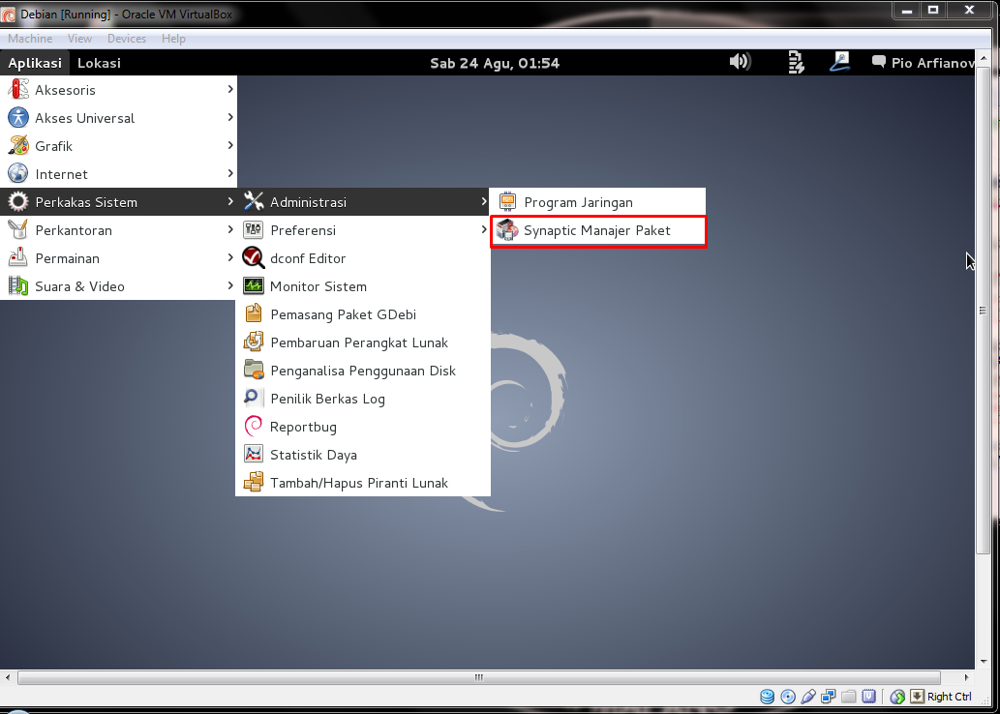 Debian [Running] - Oracle VM VirtualBox
Machine View Devices Help
Aplikasi Lokasi Sab 24 Agu, 01:54 Pio Arfianov
Aksesoris
Akses Universal
Grafik
Internet
Perkakas Sistem
Perkantoran
Permainan
Suara & Video
Administrasi
Preferensi
dconf Editor
Monitor Sistem
Pemasang Paket GDebi
Pembaruan Perangkat Lunak
Penganalisa Penggunaan Disk
Penilik Berkas Log
Reportbug
Statistik Daya
Tambah/Hapus Piranti Lunak
Program Jaringan
Synaptic Manajer Paket
Right Ctrl